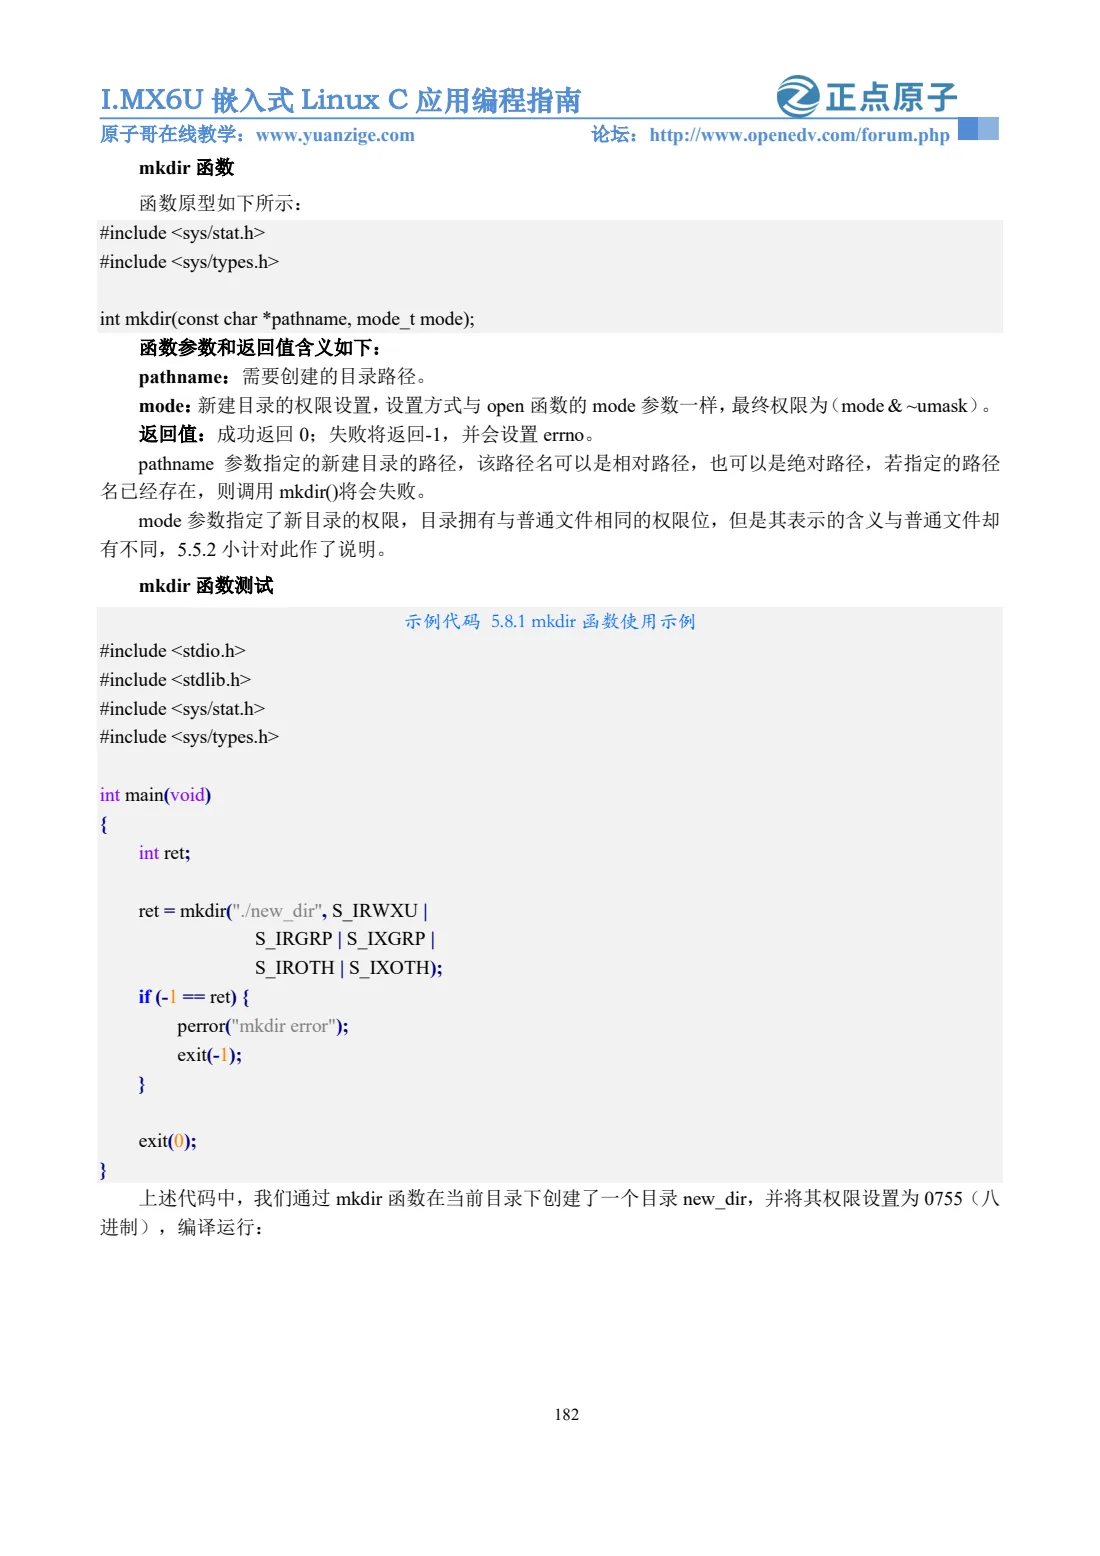 I.MX6U 嵌入式 Linux C 应用编程指南
正点原子
原子哥在线教学：www.yuanzige.com 论坛：http://www.openedv.com/forum.php
mkdir 函数
函数原型如下所示：
#include <sys/stat.h>
#include <sys/types.h>
int mkdir(const char *pathname, mode_t mode);
函数参数和返回值含义如下：
pathname：需要创建的目录路径。
mode：新建目录的权限设置，设置方式与 open 函数的 mode 参数一样，最终权限为（mode & ~umask）。
返回值：成功返回 0；失败将返回-1，并会设置 errno。
pathname 参数指定的新建目录的路径，该路径名可以是相对路径，也可以是绝对路径，若指定的路径
名已经存在，则调用 mkdir()将会失败。
mode 参数指定了新目录的权限，目录拥有与普通文件相同的权限位，但是其表示的含义与普通文件却
有不同，5.5.2 小计对此作了说明。
mkdir 函数测试
示例代码 5.8.1 mkdir 函数使用示例
#include <stdio.h>
#include <stdlib.h>
#include <sys/stat.h>
#include <sys/types.h>
int main(void)
{
int ret;
ret = mkdir("./new_dir", S_IRWXU |
S_IRGRP | S_IXGRP |
S_IROTH | S_IXOTH);
if (-1 == ret) {
perror("mkdir error");
exit(-1);
}
exit(0);
}
上述代码中，我们通过 mkdir 函数在当前目录下创建了一个目录 new_dir，并将其权限设置为 0755（八
进制），编译运行：
182